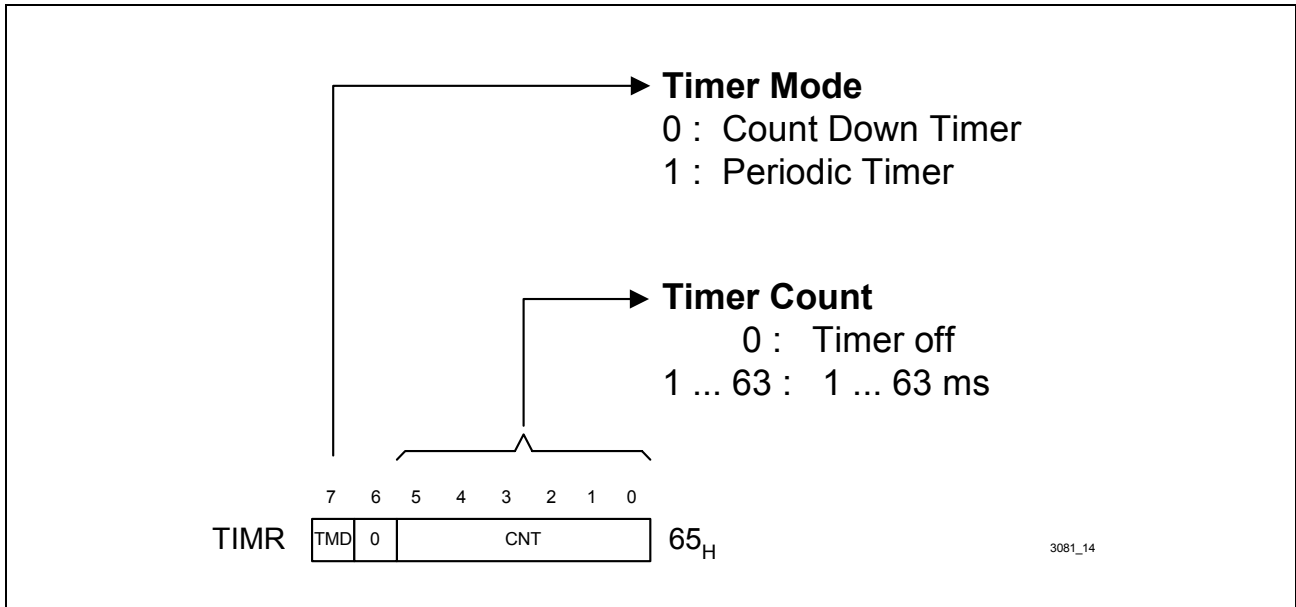 Timer Mode
0 : Count Down Timer
1 : Periodic Timer
Timer Count
0 : Timer off
1 ... 63 : 1 ... 63 ms
7 6 5 4 3 2 1 0
TIMR TMD 0 CNT 65H
3081_14